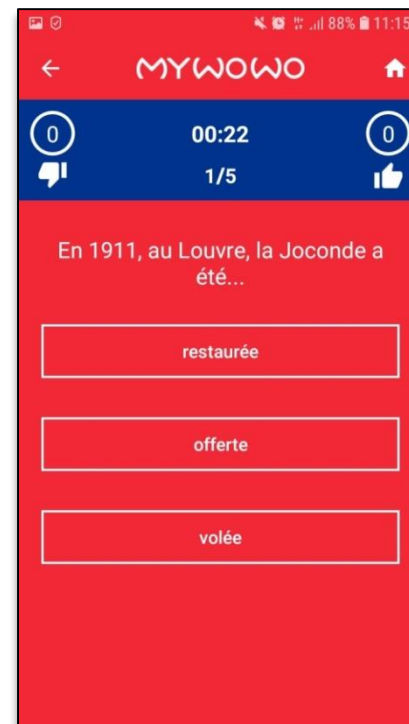 88% 11:15
MYWOWO
0 00:22 0
1/5
En 1911, au Louvre, la Joconde a
été...
restaurée
offerte
volée